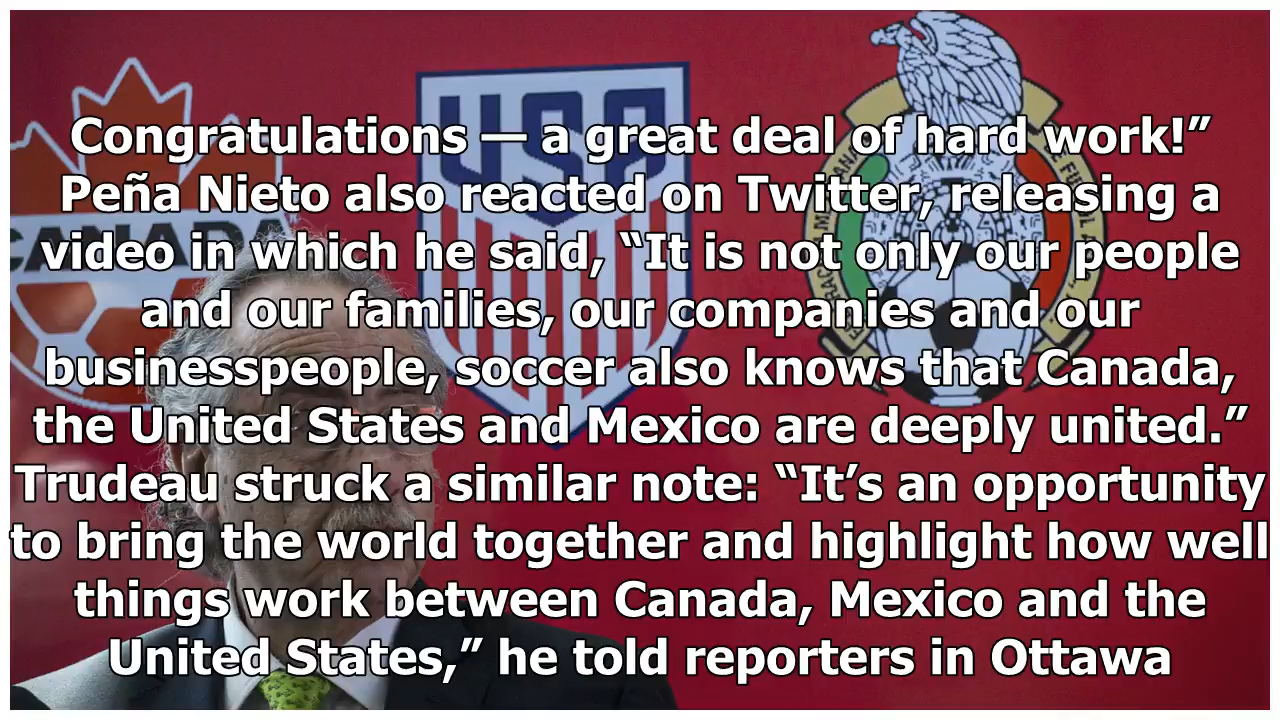 Congratulations — a great deal of hard work!”
Peña Nieto also reacted on Twitter, releasing a
video in which he said, “It is not only our people
and our families, our companies and our
businesspeople, soccer also knows that Canada,
the United States and Mexico are deeply united.”
Trudeau struck a similar note: “It’s an opportunity
to bring the world together and highlight how well
things work between Canada, Mexico and the
United States,” he told reporters in Ottawa
CANADA
USA